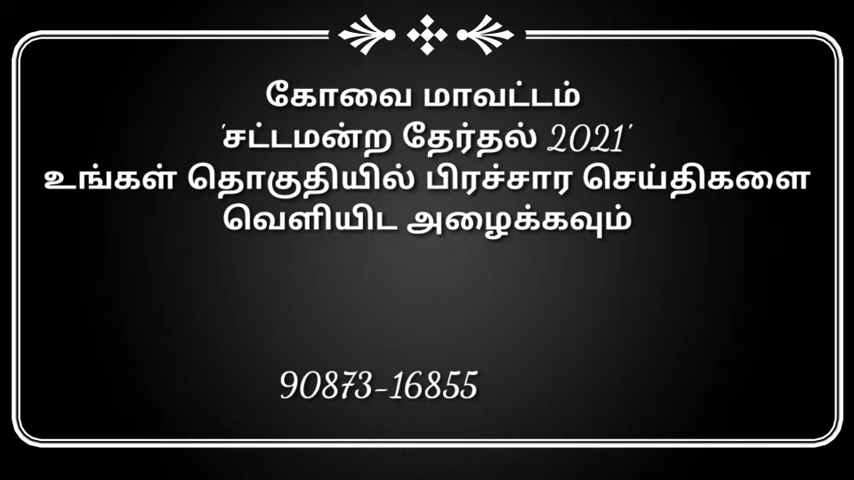 கோவை மாவட்டம்
'சட்டமன்ற தேர்தல் 2021'
உங்கள் தொகுதியில் பிரச்சார செய்திகளை
வெளியிட அழைக்கவும்
90873-16855